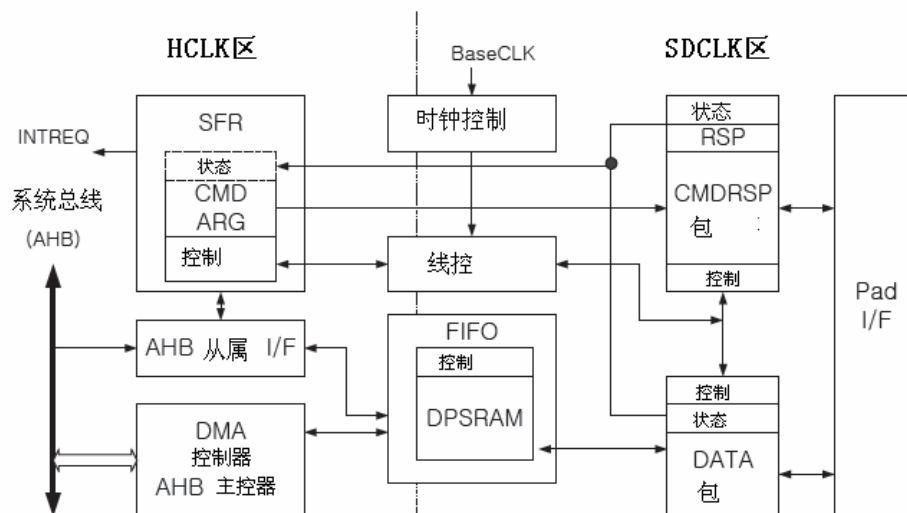 HCLK区
SDCLK区
BaseCLK
INTREQ
系统总线
(AHB)
SFR
状态
CMD
ARG
控制
时钟控制
线控
状态
RSP
CMDRSP
包 :
控制
Pad
I/F
AHB 从属 I/F
FIFO
控制
DPSRAM
DMA
控制器
AHB 主控器
控制
状态
DATA
包